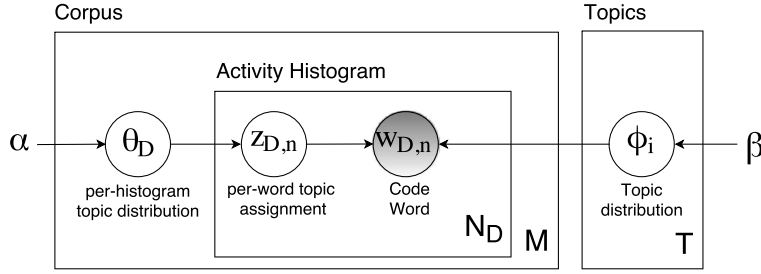 Corpus
Topics
Activity Histogram
α
θD
zD,n
wD,n
ϕi
β
per-histogram
topic distribution
per-word topic
assignment
Code
Word
Topic
distribution
ND
M
T